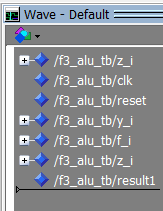 Wave - Default
/f3_alu_tb/z_i
/f3_alu_tb/clk
/f3_alu_tb/reset
/f3_alu_tb/y_i
/f3_alu_tb/f_i
/f3_alu_tb/z_i
/f3_alu_tb/result1